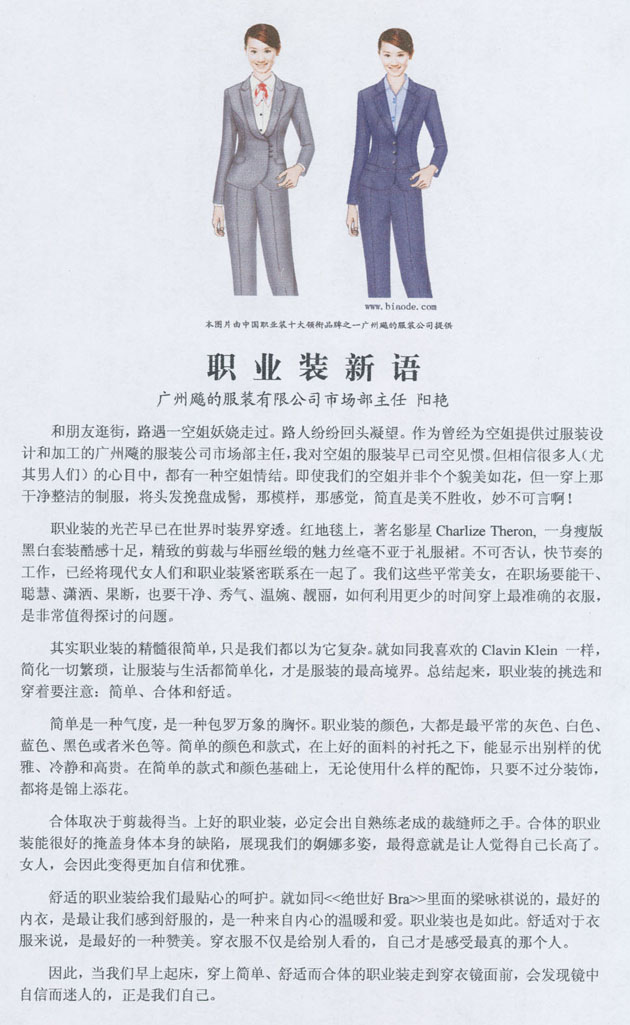 www.biaode.com
本图片由中国职业装十大领衔品牌之一广州飚的服装公司提供
职业装新语
广州飚的服装有限公司市场部主任 阳艳
和朋友逛街，路遇一空姐妖娆走过。路人纷纷回头凝望。作为曾经为空姐提供过服装设
计和加工的广州飚的服装公司市场部主任，我对空姐的服装早已司空见惯。但相信很多人（尤
其男人们）的心目中，都有一种空姐情结。即使我们的空姐并非个个貌美如花，但一穿上那
干净整洁的制服，将头发挽盘成髻，那模样，那感觉，简直是美不胜收，妙不可言啊！
职业装的光芒早已在世界时装界穿透。红地毯上，著名影星 Charlize Theron, 一身瘦版
黑白套装酷感十足，精致的剪裁与华丽丝缎的魅力丝毫不亚于礼服裙。不可否认，快节奏的
工作，已经将现代女人们和职业装紧密联系在一起了。我们这些平常美女，在职场要能干、
聪慧、潇洒、果断，也要干净、秀气、温婉、靓丽，如何利用更少的时间穿上最准确的衣服，
是非常值得探讨的问题。
其实职业装的精髓很简单，只是我们都以为它复杂。就如同我喜欢的 Clavin Klein 一样，
简化一切繁琐，让服装与生活都简单化，才是服装的最高境界。总结起来，职业装的挑选和
穿着要注意：简单、合体和舒适。
简单是一种气度，是一种包罗万象的胸怀。职业装的颜色，大都是最平常的灰色、白色、
蓝色、黑色或者米色等。简单的颜色和款式，在上好的面料的衬托之下，能显示出别样的优
雅、冷静和高贵。在简单的款式和颜色基础上，无论使用什么样的配饰，只要不过分装饰，
都将是锦上添花。
合体取决于剪裁得当。上好的职业装，必定会出自熟练老成的裁缝师之手。合体的职业
装能很好的掩盖身体本身的缺陷，展现我们的婀娜多姿，最得意就是让人觉得自己长高了。
女人，会因此变得更加自信和优雅。
舒适的职业装给我们最贴心的呵护。就如同<<绝世好 Bra>>里面的梁咏祺说的，最好的
内衣，是最让我们感到舒服的，是一种来自内心的温暖和爱。职业装也是如此。舒适对于衣
服来说，是最好的一种赞美。穿衣服不仅是给别人看的，自己才是感受最真的那个人。
因此，当我们早上起床，穿上简单、舒适而合体的职业装走到穿衣镜面前，会发现镜中
自信而迷人的，正是我们自己。